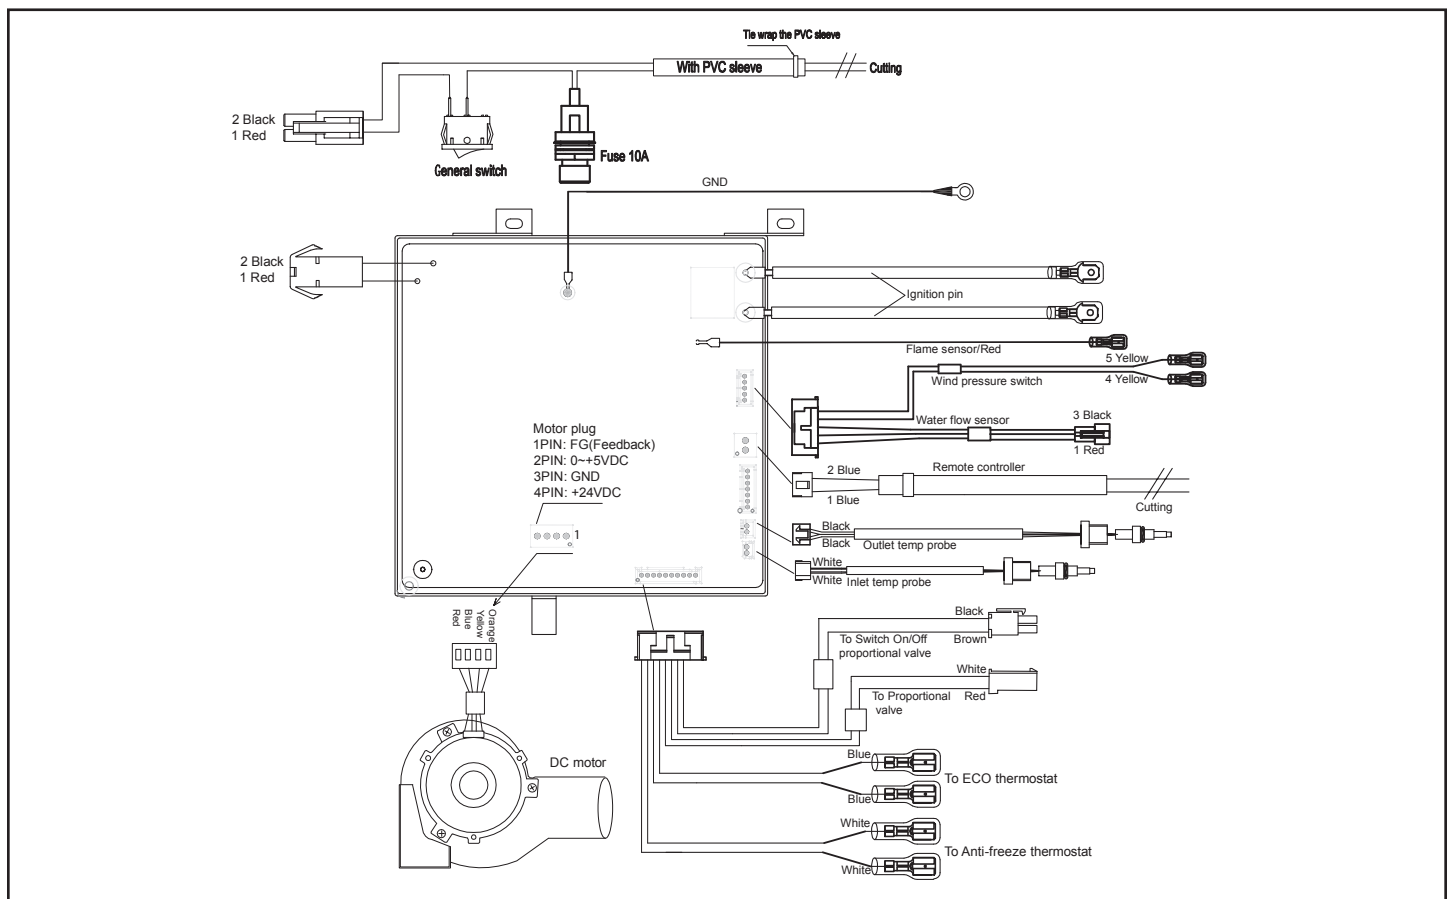 Tie wrap the PVC sleeve
With PVC sleeve
Cutting
2 Black
1 Red
General switch
Fuse 10A
GND
2 Black
1 Red
Ignition pin
Flame sensor/Red
5 Yellow
Wind pressure switch
4 Yellow
Water flow sensor
3 Black
1 Red
Motor plug
1PIN: FG(Feedback)
2PIN: 0~+5VDC
3PIN: GND
4PIN: +24VDC
1
2 Blue
Remote controller
1 Blue
Cutting
Black
Black
Outlet temp probe
White
White
Inlet temp probe
Orange
Yellow
Blue
Red
Black
To Switch On/Off
Brown
proportional valve
White
To Proportional
Red
valve
DC motor
Blue
To ECO thermostat
Blue
White
To Anti-freeze thermostat
White